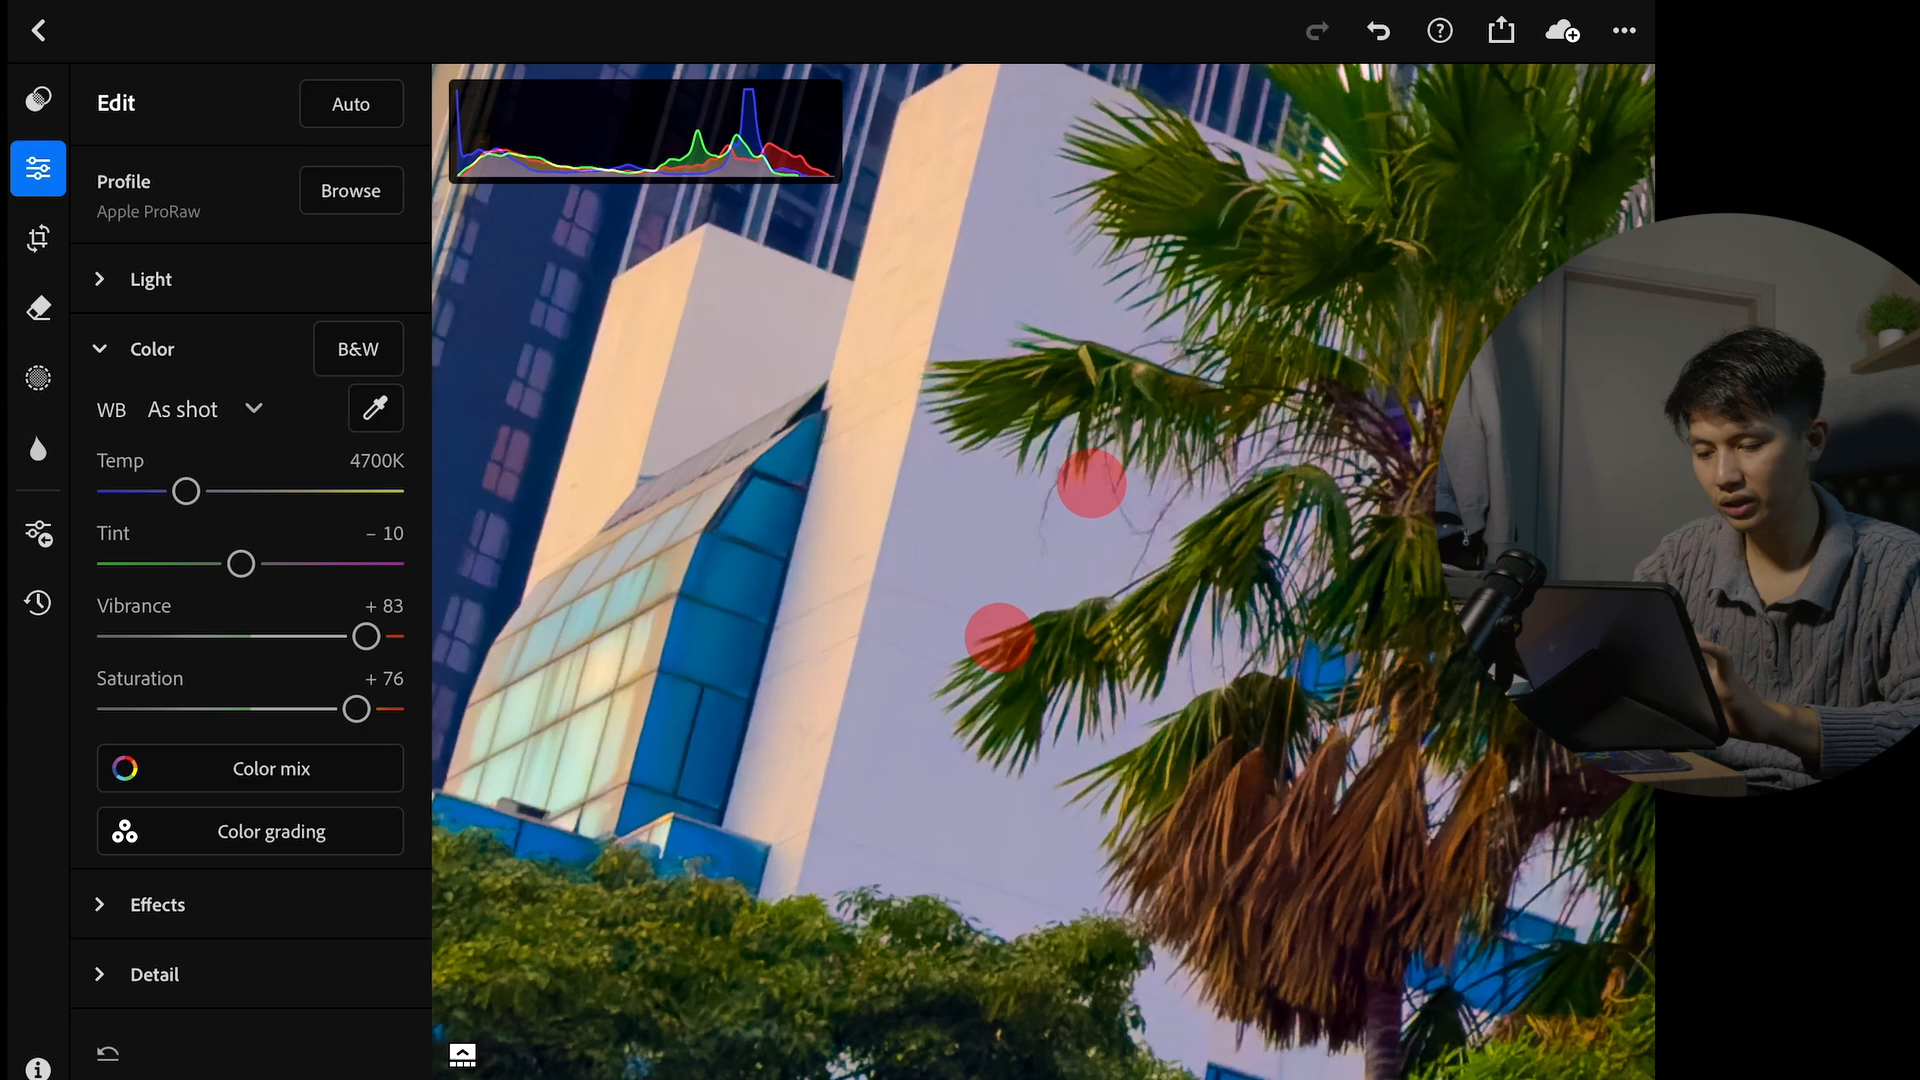 Edit
Auto
Profile
Apple ProRaw
Browse
Light
Color
B&W
WB As shot
Temp 4700K
Tint – 10
Vibrance + 83
Saturation + 76
Color mix
Color grading
Effects
Detail